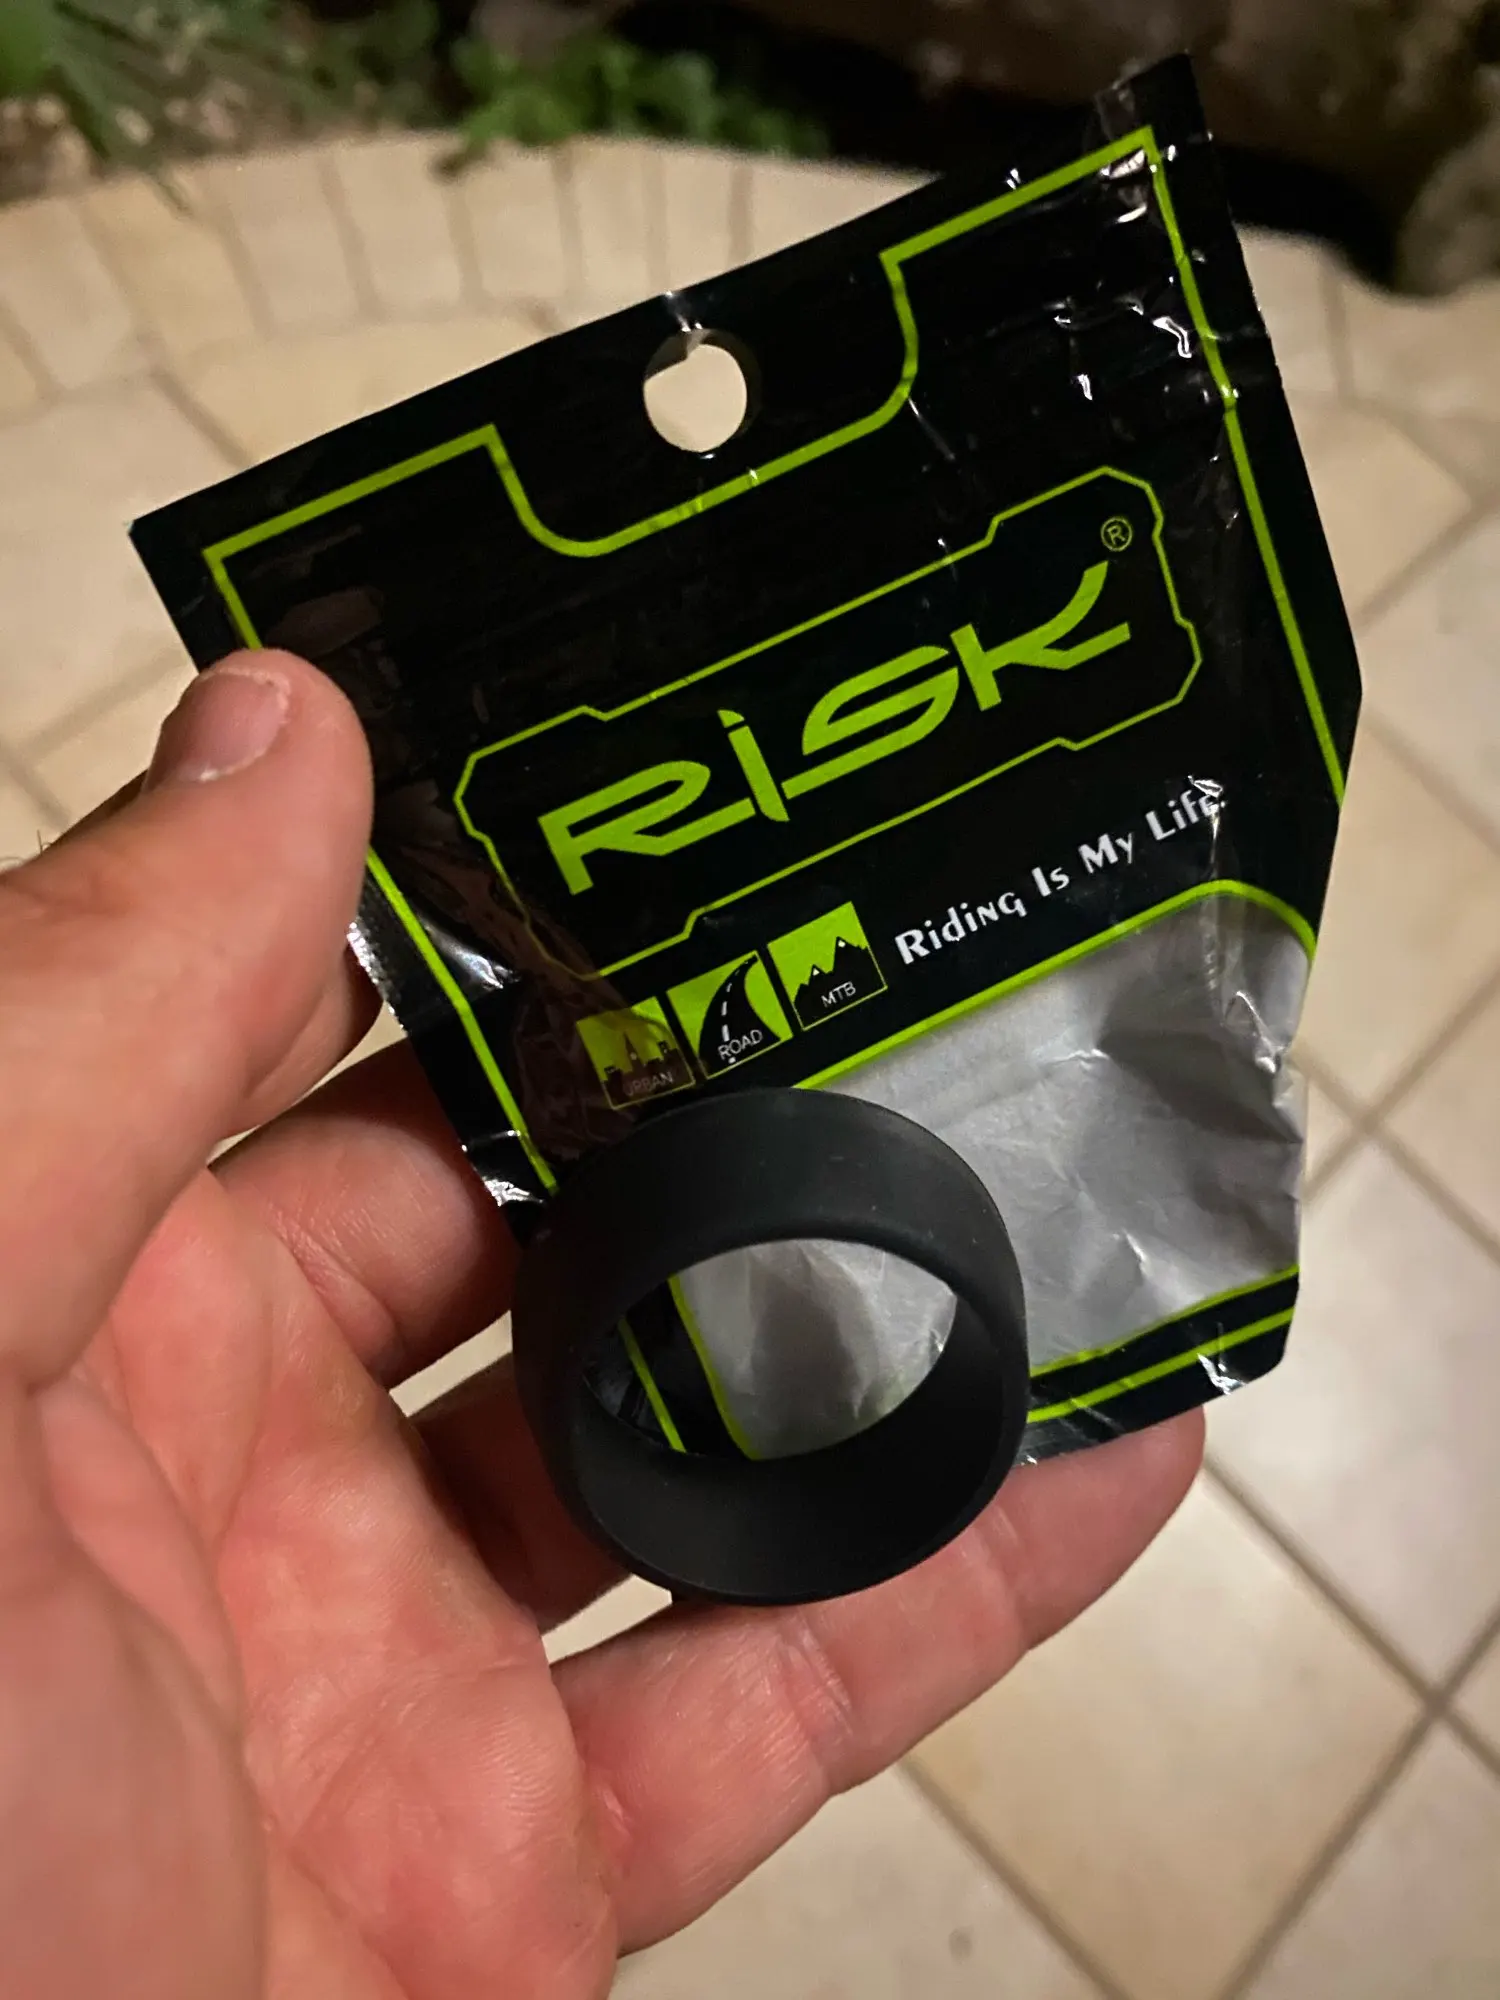 RiSK ®
Riding Is My Life.
URBAN
ROAD
MTB